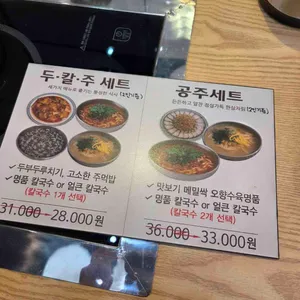 두·칼·주 세트
세가지 메뉴로 즐기는 풍성한 식사 (2인기준)
✓ 두부두루치기, 고소한 주먹밥
✓ 명품 칼국수 or 얼큰 칼국수
(칼국수 1개 선택)
31.000 → 28.000원
공주세트
(2인기준)
✓ 맛보기 메밀싹 오향수육명품
✓ 명품 칼국수 or 얼큰 칼국수
(칼국수 2개 선택)
36.000 → 33.000원